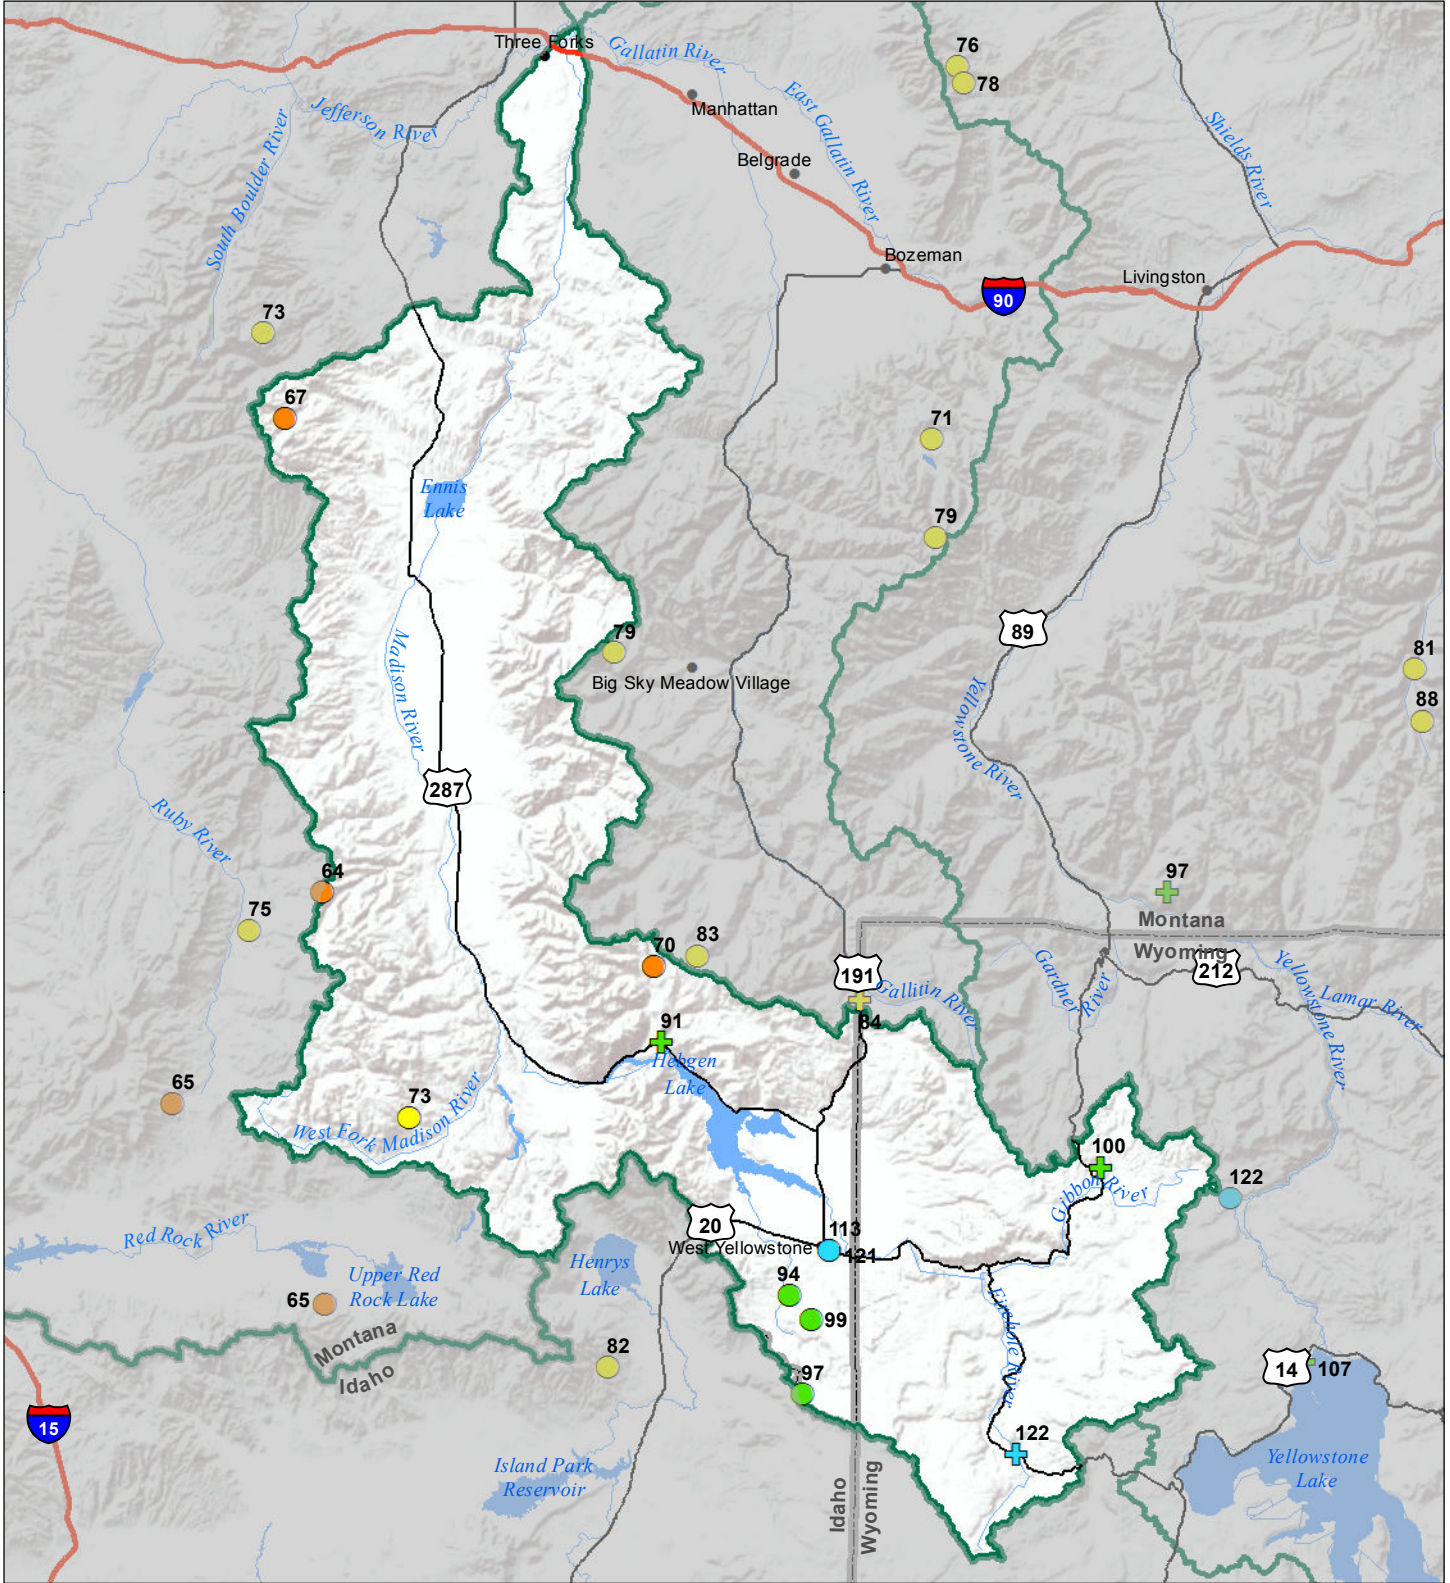 Three Forks
Gallatin River
76
78
Manhattan
East Gallatin River
Jefferson River
South Boulder River
Shields River
Belgrade
Bozeman
Livingston
90
73
67
71
Ennis
Lake
79
79
89
Big Sky Meadow Village
Madison River
81
88
Yellowstone River
287
Ruby River
64
75
97
Montana
Wyoming
70
83
191
Gallitin River
84
Gardner
River
212
Yellowstone River
Lamar River
91
Hebgen
Lake
65
73
West Fork Madison River
100
Gibbon River
122
Red Rock River
20
113
West Yellowstone
121
Henrys
Lake
Upper Red
Rock Lake
65
94
99
Firehole River
Montana
Idaho
82
97
14
107
15
122
Island Park
Reservoir
Idaho
Wyoming
Yellowstone
Lake